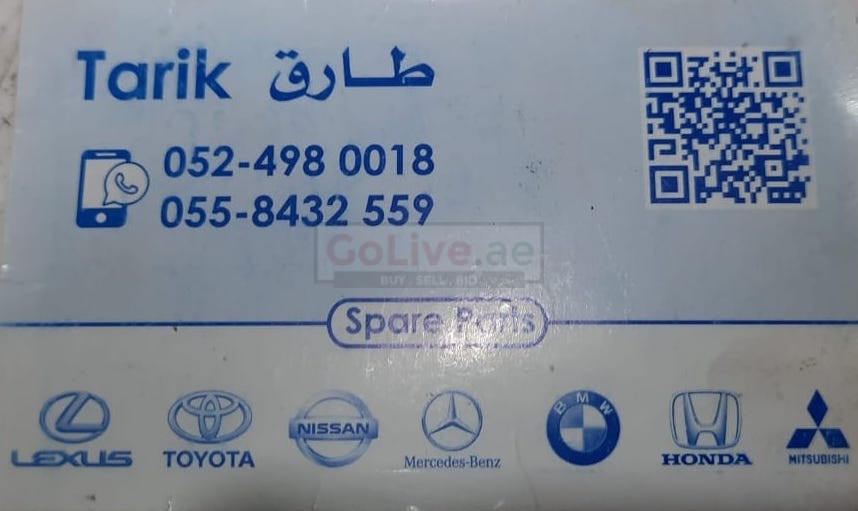 Tarik طارق
052-498 0018
055-8432 559
GoLive.ae
BUY . SELL . BID
Spare Parts
BMW
LEXUS TOYOTA NISSAN Mercedes-Benz HONDA MITSUBISHI